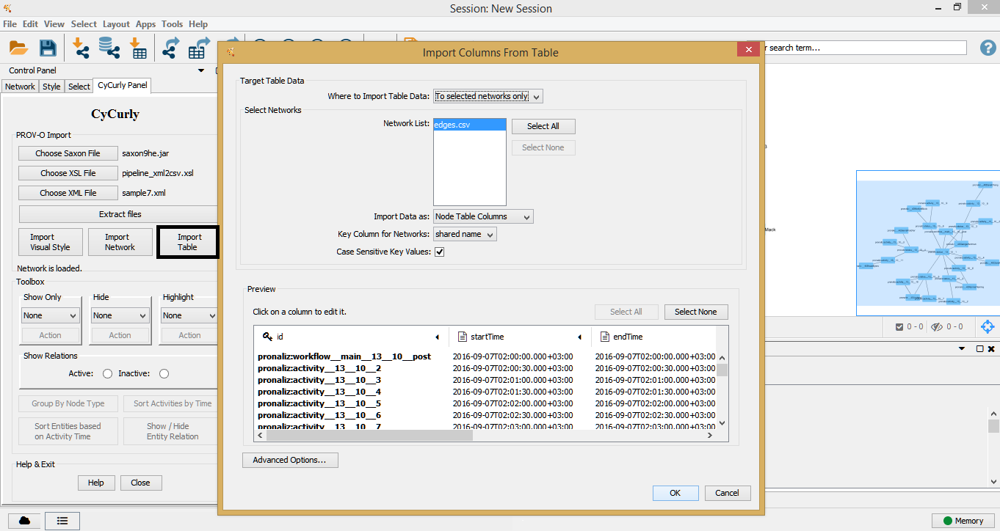 Session: New Session
File Edit View Select Layout Apps Tools Help
r search term...
Control Panel
Network Style Select CyCurly Panel
CyCurly
PROV-O Import
Choose Saxon File saxon9he.jar
Choose XSL File pipeline_xml2csv.xsl
Choose XML File sample7.xml
Extract files
Import
Visual Style
Import
Network
Import
Table
Network is loaded.
Toolbox
Show Only Hide Highlight
None None None
Action Action Action
Show Relations
Active: Inactive:
Group By Node Type Sort Activities by Time
Sort Entities based
on Activity Time
Show / Hide
Entity Relation
Help & Exit
Help Close
Import Columns From Table
Target Table Data
Where to Import Table Data: To selected networks only
Select Networks
Network List: edges.csv Select All
Select None
Import Data as: Node Table Columns
Key Column for Networks: shared name
Case Sensitive Key Values:
Preview
Click on a column to edit it. Select All Select None
id startTime endTime
pronaliz:workflow__main__13__10__post 2016-09-07T02:00:00.000+03:00 2016-09-07T02:00:00.000+03:00
pronaliz:activity__13__10__2 2016-09-07T02:00:30.000+03:00 2016-09-07T02:00:30.000+03:00
pronaliz:activity__13__10__3 2016-09-07T02:01:00.000+03:00 2016-09-07T02:01:00.000+03:00
pronaliz:activity__13__10__4 2016-09-07T02:01:30.000+03:00 2016-09-07T02:01:30.000+03:00
pronaliz:activity__13__10__5 2016-09-07T02:02:00.000+03:00 2016-09-07T02:02:00.000+03:00
pronaliz:activity__13__10__6 2016-09-07T02:02:30.000+03:00 2016-09-07T02:02:30.000+03:00
pronaliz:activity__13__10__7 2016-09-07T02:03:00.000+03:00 2016-09-07T02:03:00.000+03:00
Advanced Options...
OK Cancel
Mack
0 - 0 0 - 0
Memory